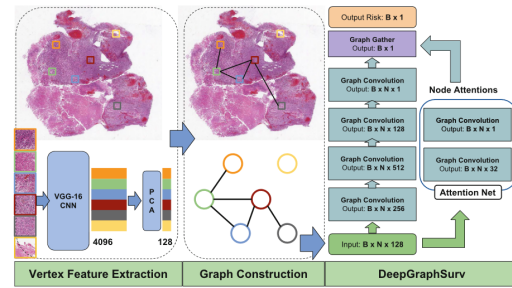 Output Risk: B x 1
Graph Gather
Output: B x 1
Graph Convolution
Output: B x N x 1
Graph Convolution
Output: B x N x 128
Graph Convolution
Output: B x N x 512
Graph Convolution
Output: B x N x 256
Input: B x N x 128
Node Attentions
Graph Convolution
Output: B x N x 1
Graph Convolution
Output: B x N x 32
Attention Net
VGG-16
CNN
P
C
A
4096
128
Vertex Feature Extraction
Graph Construction
DeepGraphSurv